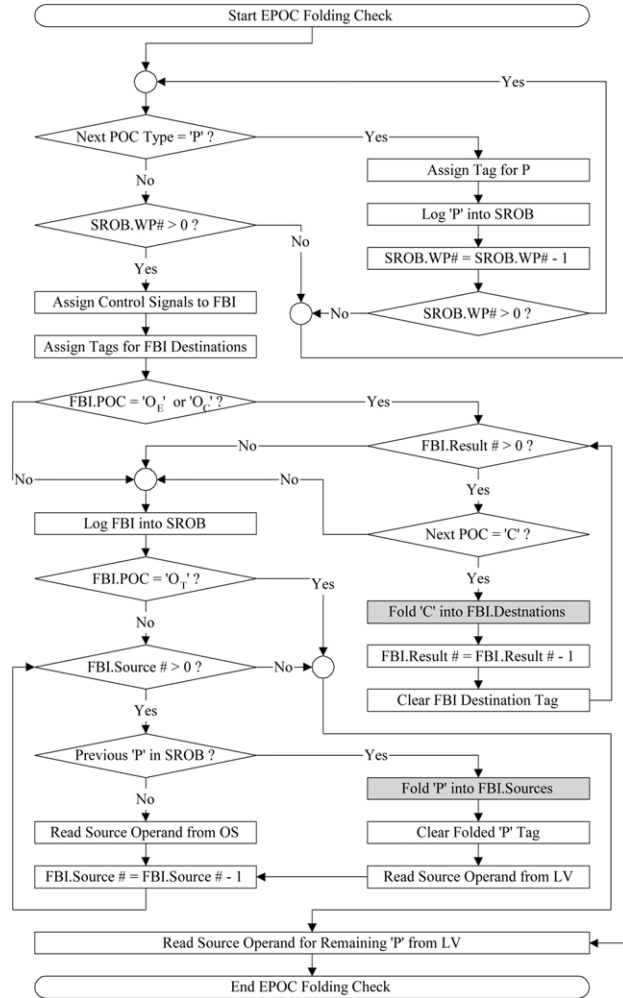 Start EPOC Folding Check
Yes
Next POC Type = 'P' ?
Yes
Assign Tag for P
No
Log 'P' into SROB
SROB.WP# > 0 ?
No
SROB.WP# = SROB.WP# - 1
Yes
Assign Control Signals to FBI
No
SROB.WP# > 0 ?
Assign Tags for FBI Destinations
FBI.POC = 'OE' or 'OC' ?
Yes
No
FBI.Result # > 0 ?
No
No
Yes
Log FBI into SROB
Next POC = 'C' ?
FBI.POC = 'OT' ?
Yes
Yes
Fold 'C' into FBI.Destnations
No
FBI.Source # > 0 ?
No
FBI.Result # = FBI.Result # - 1
Clear FBI Destination Tag
Yes
Previous 'P' in SROB ?
Yes
Fold 'P' into FBI.Sources
No
Read Source Operand from OS
Clear Folded 'P' Tag
FBI.Source # = FBI.Source # - 1
Read Source Operand from LV
Read Source Operand for Remaining 'P' from LV
End EPOC Folding Check